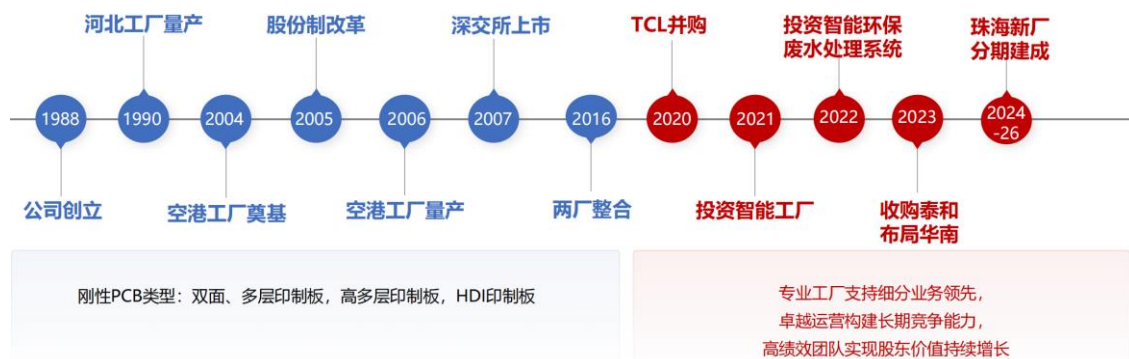 河北工厂量产
股份制改革
深交所上市
TCL并购
投资智能环保
废水处理系统
珠海新厂
分期建成
1988
1990
2004
2005
2006
2007
2016
2020
2021
2022
2023
2024
-26
公司创立
空港工厂奠基
空港工厂量产
两厂整合
投资智能工厂
收购泰和
布局华南
刚性PCB类型：双面、多层印制板，高多层印制板，HDI印制板
专业工厂支持细分业务领先，
卓越运营构建长期竞争能力，
高绩效团队实现股东价值持续增长